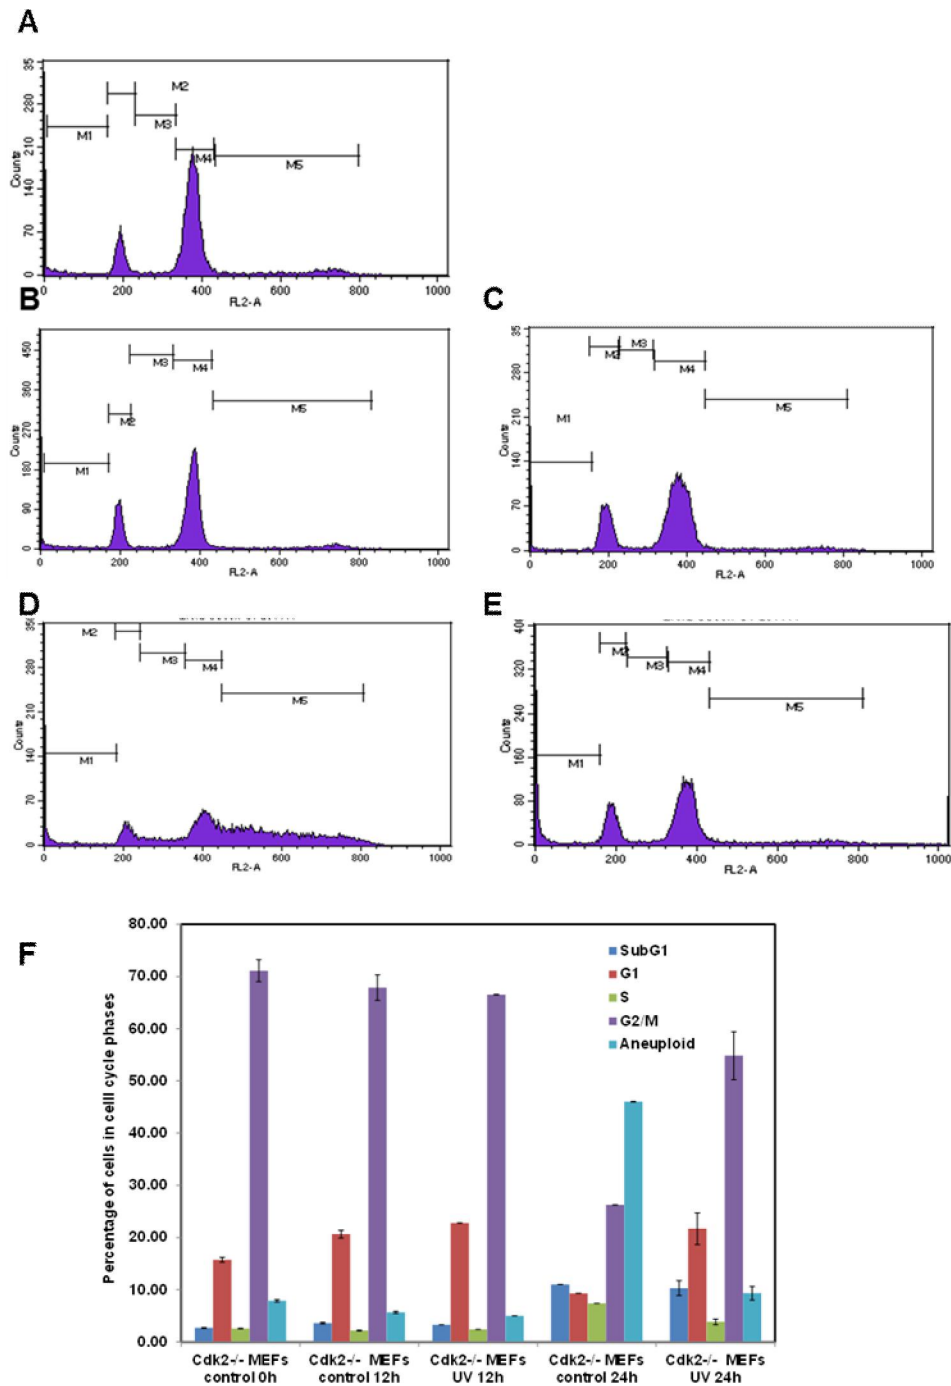 A
35
280
210
140
70
0
Counts
M1
M2
M3
M4
M5
0 200 400 600 800 1000
FL2-A
B
450
360
270
180
90
0
Counts
M1
M2
M3
M4
M5
0 200 400 600 800 1000
FL2-A
C
35
280
210
140
70
0
Counts
M1
M2
M3
M4
M5
0 200 400 600 800 1000
FL2-A
D
350
280
210
140
70
0
Counts
M2
M3
M4
M5
M1
0 200 400 600 800 1000
FL2-A
E
40
320
240
160
80
0
Counts
M2
M3
M4
M5
M1
0 200 400 600 800 1000
FL2-A
F
80.00
70.00
60.00
50.00
40.00
30.00
20.00
10.00
0.00
Percentage of cells in celll cycle phases
SubG1
G1
S
G2/M
Aneuploid
Cdk2-/- MEFs control 0h
Cdk2-/- MEFs control 12h
Cdk2-/- MEFs UV 12h
Cdk2-/- MEFs control 24h
Cdk2-/- MEFs UV 24h